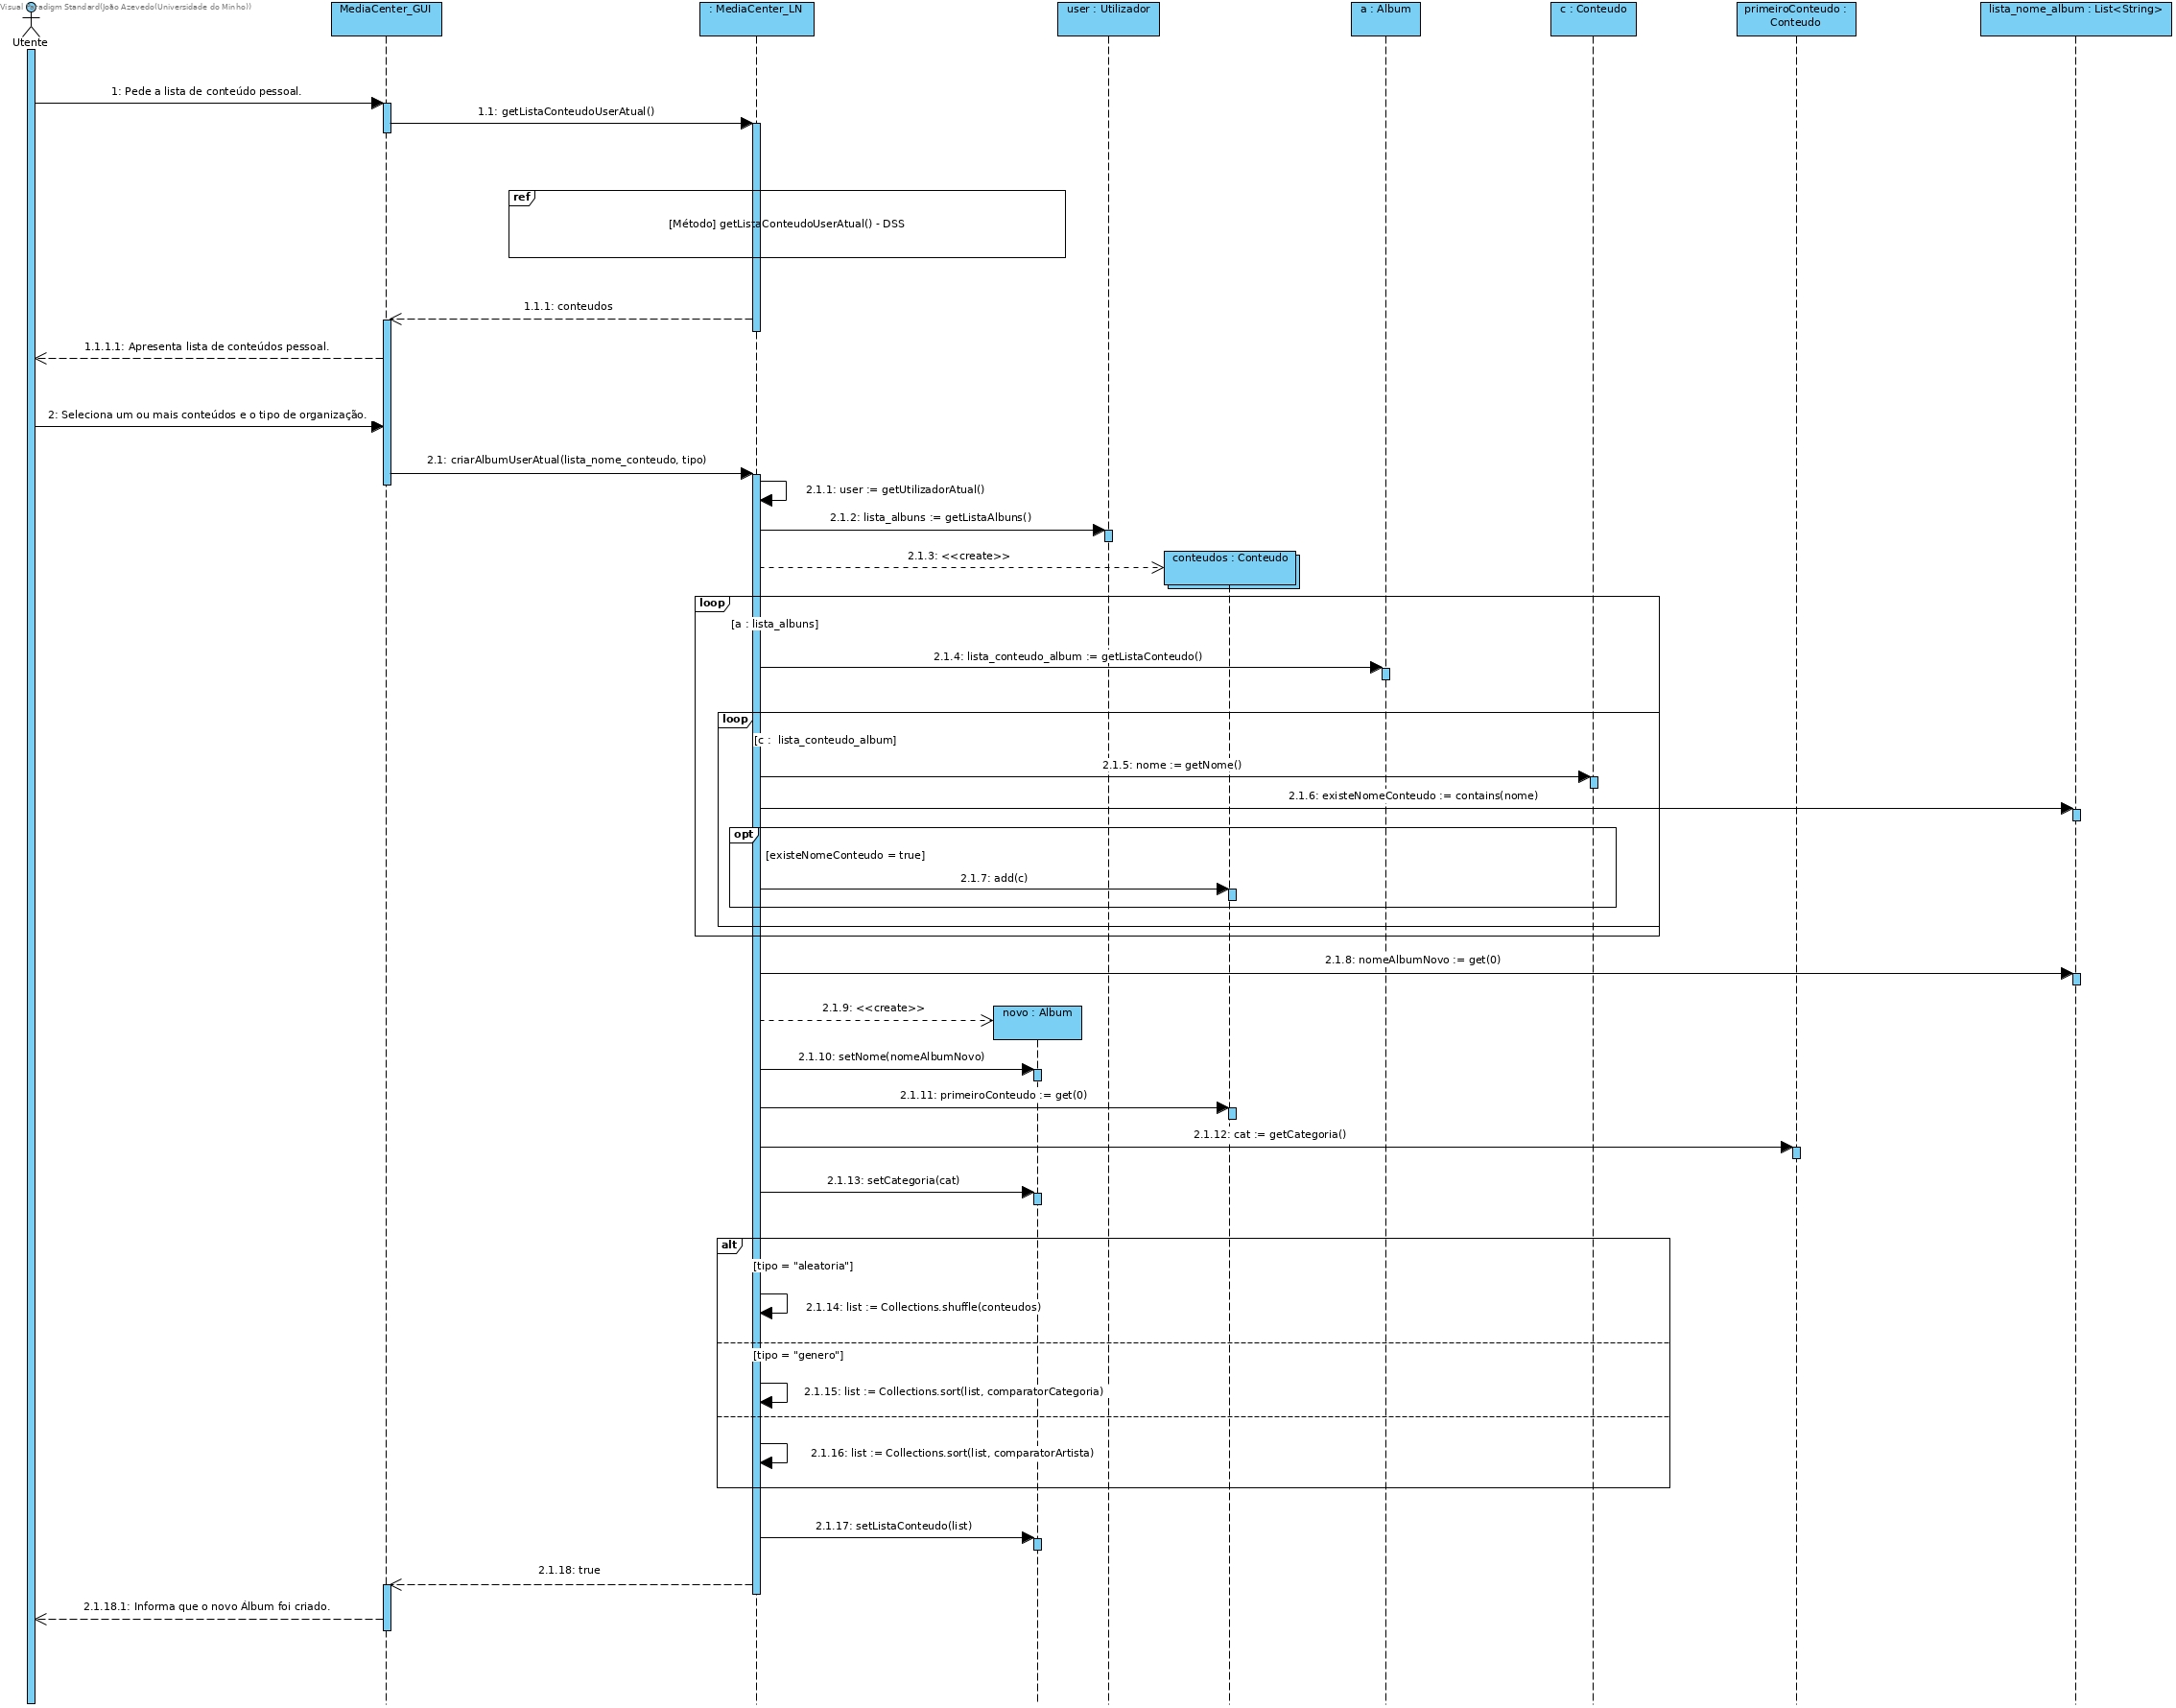 Visual Paradigm Standard(João Azevedo(Universidade do Minho))
Utente
MediaCenter_GUI
: MediaCenter_LN
user : Utilizador
a : Album
c : Conteudo
primeiroConteudo :
Conteudo
lista_nome_album : List<String>
1: Pede a lista de conteúdo pessoal.
1.1: getListaConteudoUserAtual()
ref
[Método] getListaConteudoUserAtual() - DSS
1.1.1: conteudos
1.1.1.1: Apresenta lista de conteúdos pessoal.
2: Seleciona um ou mais conteúdos e o tipo de organização.
2.1: criarAlbumUserAtual(lista_nome_conteudo, tipo)
2.1.1: user := getUtilizadorAtual()
2.1.2: lista_albuns := getListaAlbuns()
2.1.3: <<create>>
conteudos : Conteudo
loop
[a : lista_albuns]
2.1.4: lista_conteudo_album := getListaConteudo()
loop
[c :  lista_conteudo_album]
2.1.5: nome := getNome()
2.1.6: existeNomeConteudo := contains(nome)
opt
[existeNomeConteudo = true]
2.1.7: add(c)
2.1.8: nomeAlbumNovo := get(0)
2.1.9: <<create>>
novo : Album
2.1.10: setNome(nomeAlbumNovo)
2.1.11: primeiroConteudo := get(0)
2.1.12: cat := getCategoria()
2.1.13: setCategoria(cat)
alt
[tipo = "aleatoria"]
2.1.14: list := Collections.shuffle(conteudos)
[tipo = "genero"]
2.1.15: list := Collections.sort(list, comparatorCategoria)
2.1.16: list := Collections.sort(list, comparatorArtista)
2.1.17: setListaConteudo(list)
2.1.18: true
2.1.18.1: Informa que o novo Álbum foi criado.